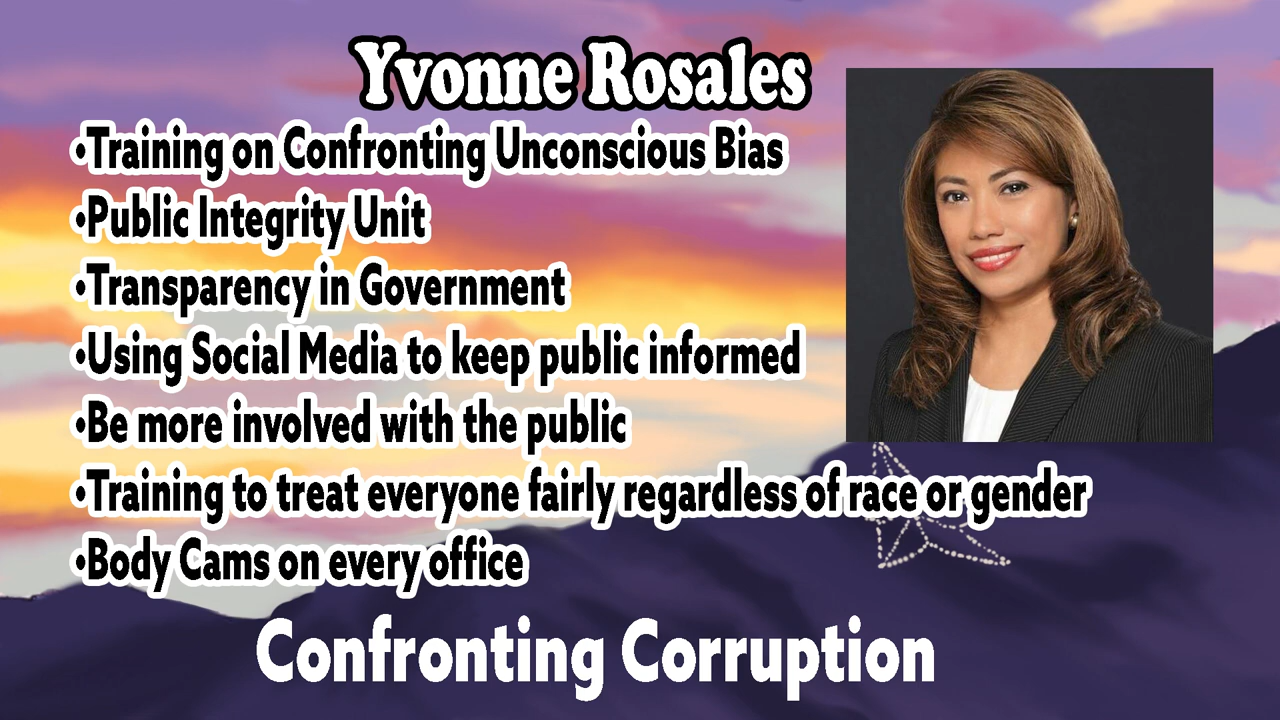 Yvonne Rosales
•Training on Confronting Unconscious Bias
•Public Integrity Unit
•Transparency in Government
•Using Social Media to keep public informed
•Be more involved with the public
•Training to treat everyone fairly regardless of race or gender
•Body Cams on every office
Confronting Corruption